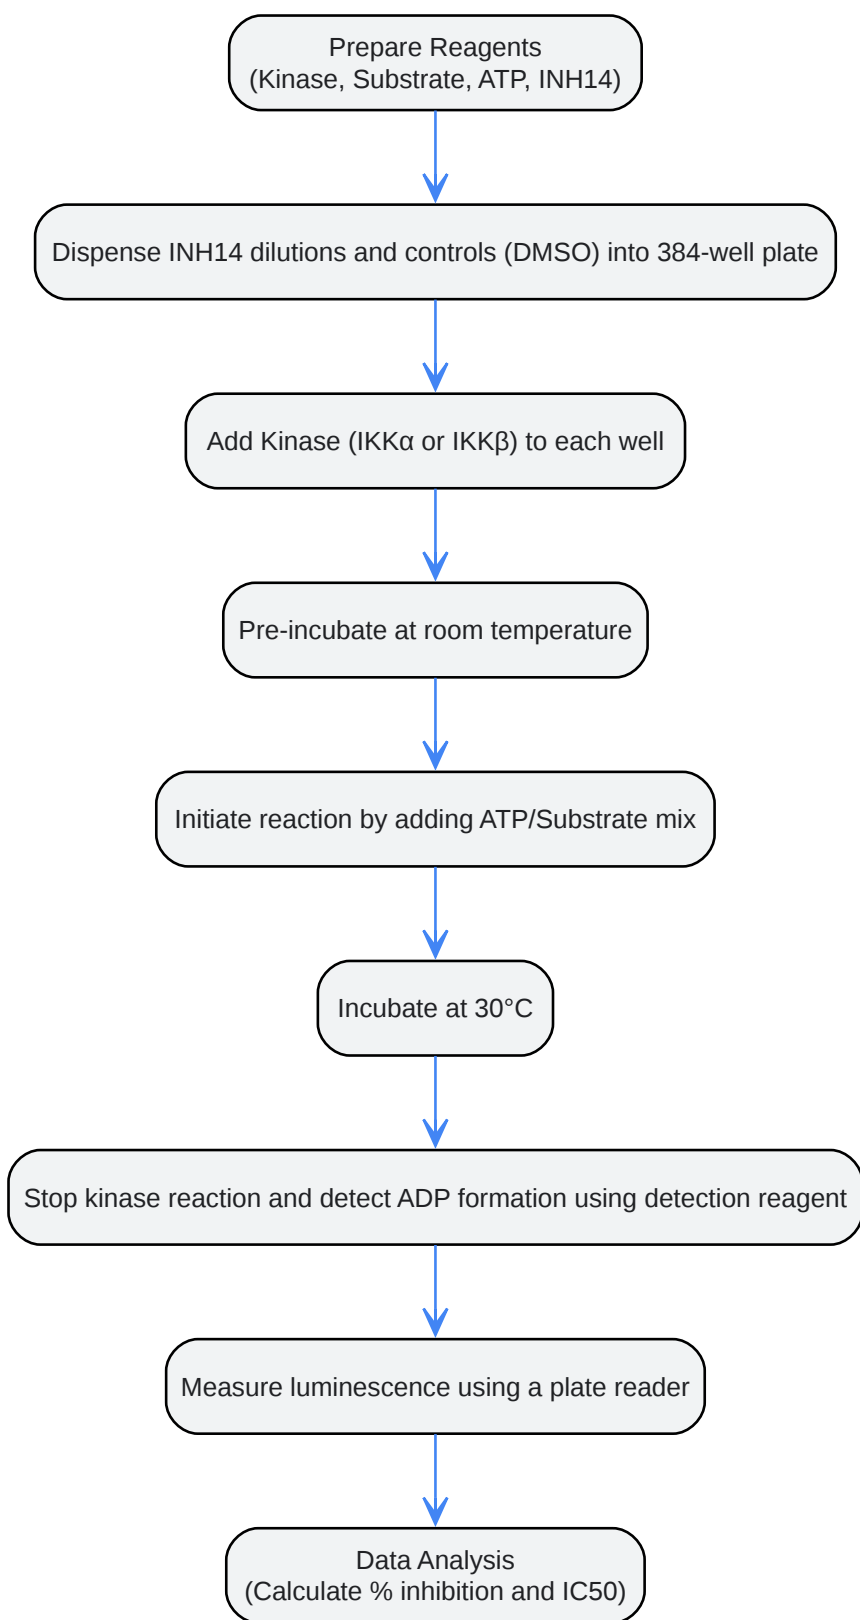 Prepare Reagents
(Kinase, Substrate, ATP, INH14)
Dispense INH14 dilutions and controls (DMSO) into 384-well plate
Add Kinase (IKKα or IKKβ) to each well
Pre-incubate at room temperature
Initiate reaction by adding ATP/Substrate mix
Incubate at 30°C
Stop kinase reaction and detect ADP formation using detection reagent
Measure luminescence using a plate reader
Data Analysis
(Calculate % inhibition and IC50)